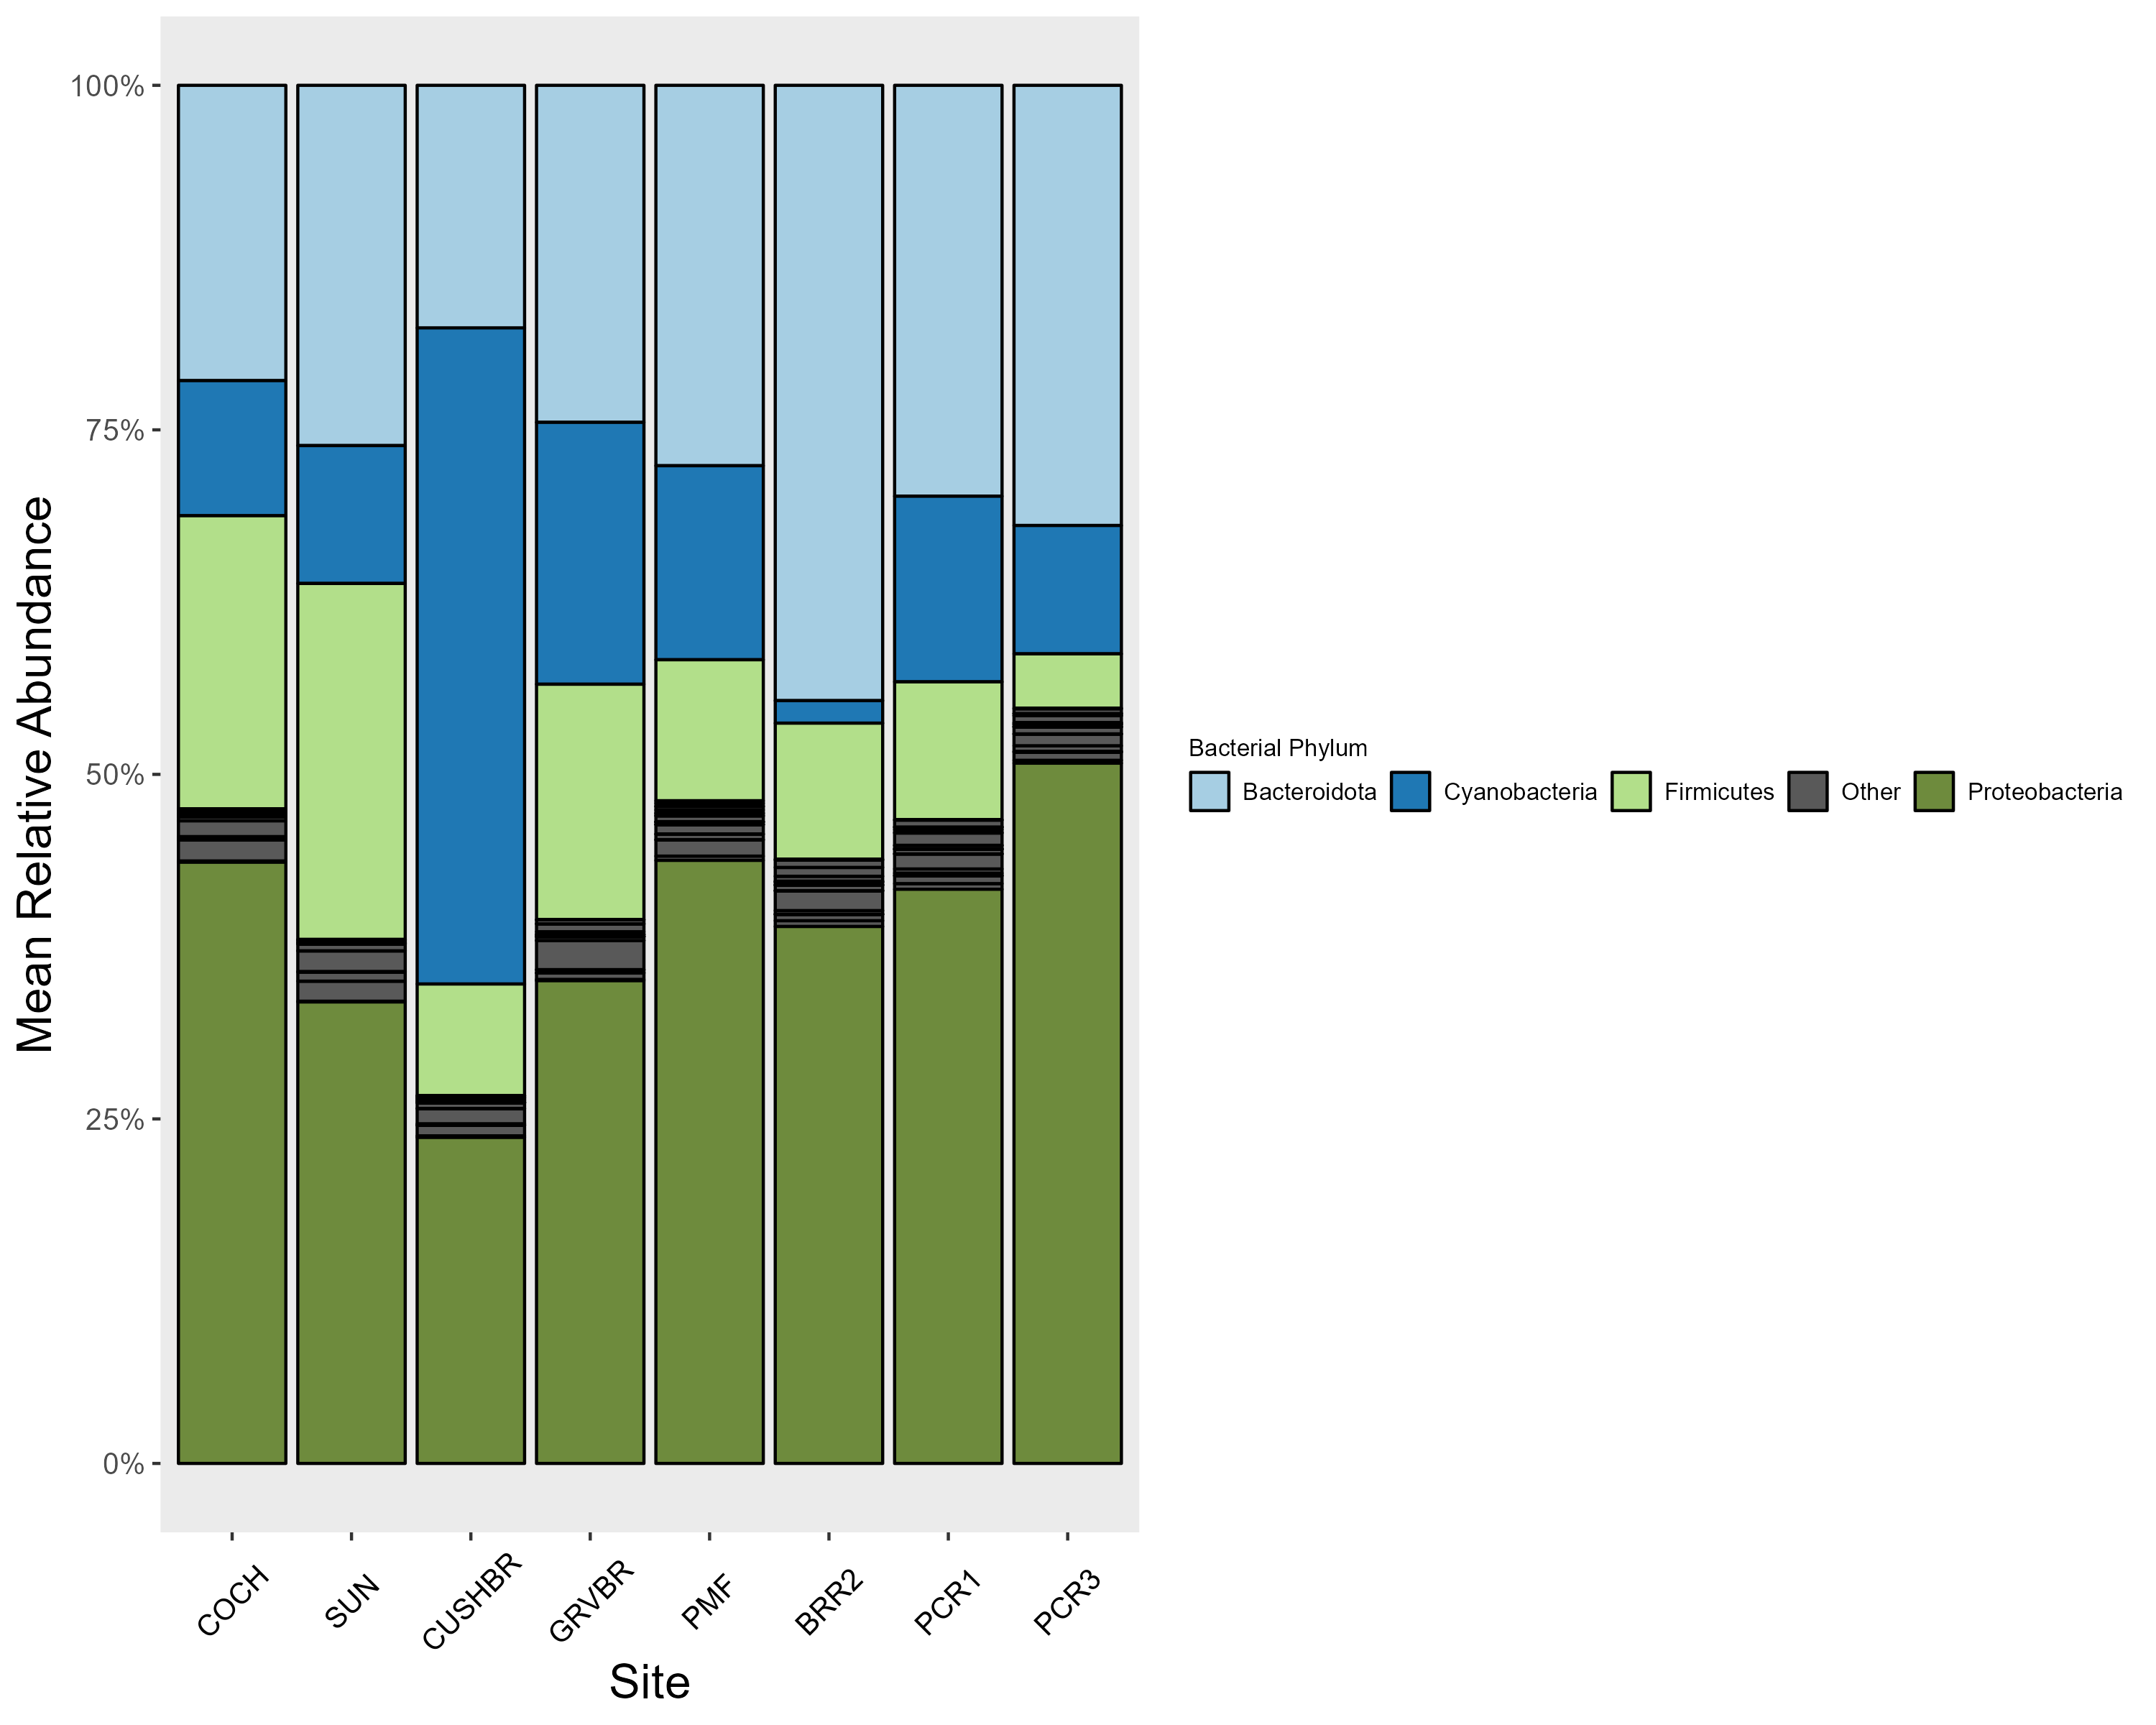 Mean Relative Abundance
100%
75%
50%
25%
0%
COCH
SUN
CUSHBR
GRVBR
PMF
BRR2
PCR1
PCR3
Site
Bacterial Phylum
Bacteroidota Cyanobacteria Firmicutes Other Proteobacteria